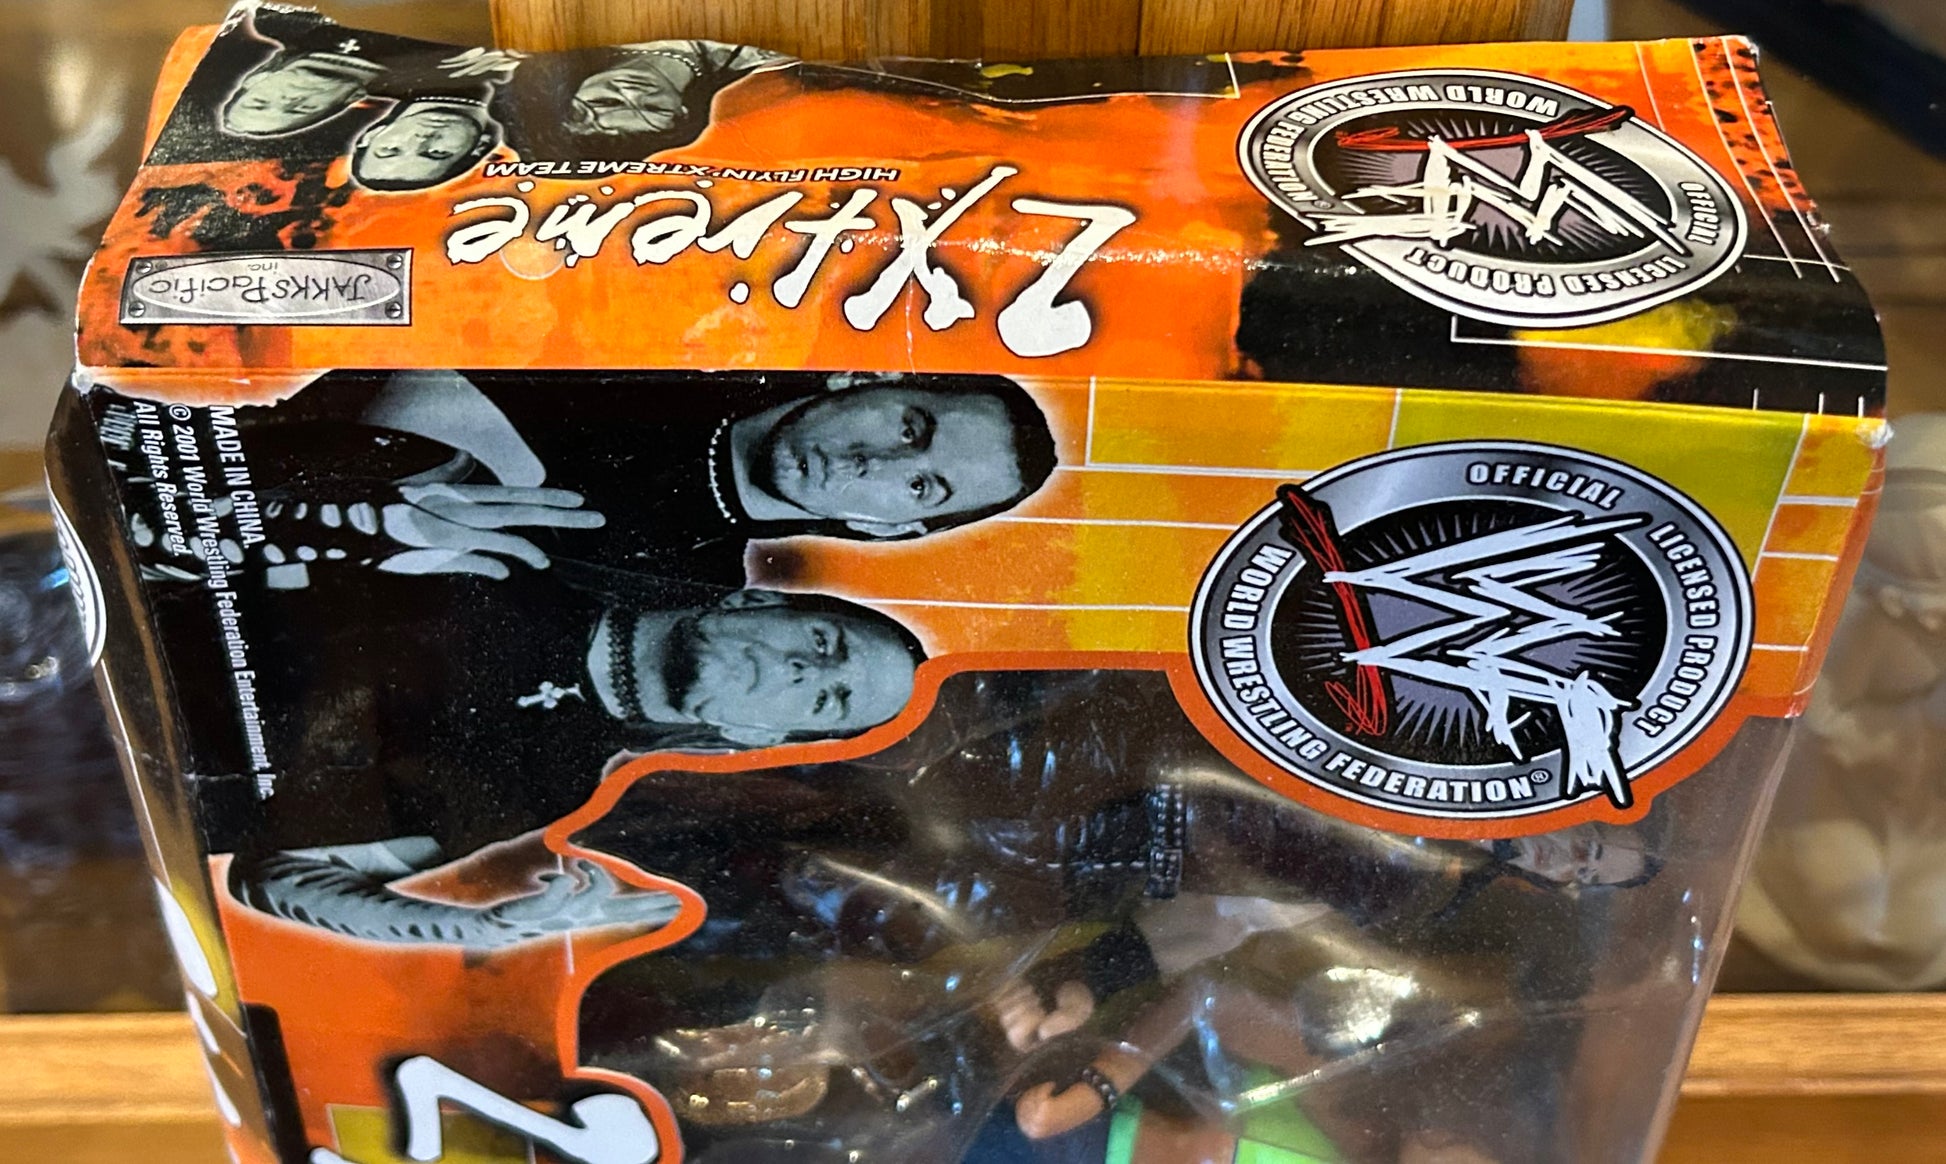 WORLD WRESTLING FEDERATION®
OFFICIAL LICENSED PRODUCT
2Xtreme
HIGH FLYIN' XTREME TEAM
JAKKS Pacific
inc.
OFFICIAL LICENSED PRODUCT
WORLD WRESTLING FEDERATION®
MADE IN CHINA.
© 2001 World Wrestling Federation Entertainment, Inc.
All Rights Reserved.
2